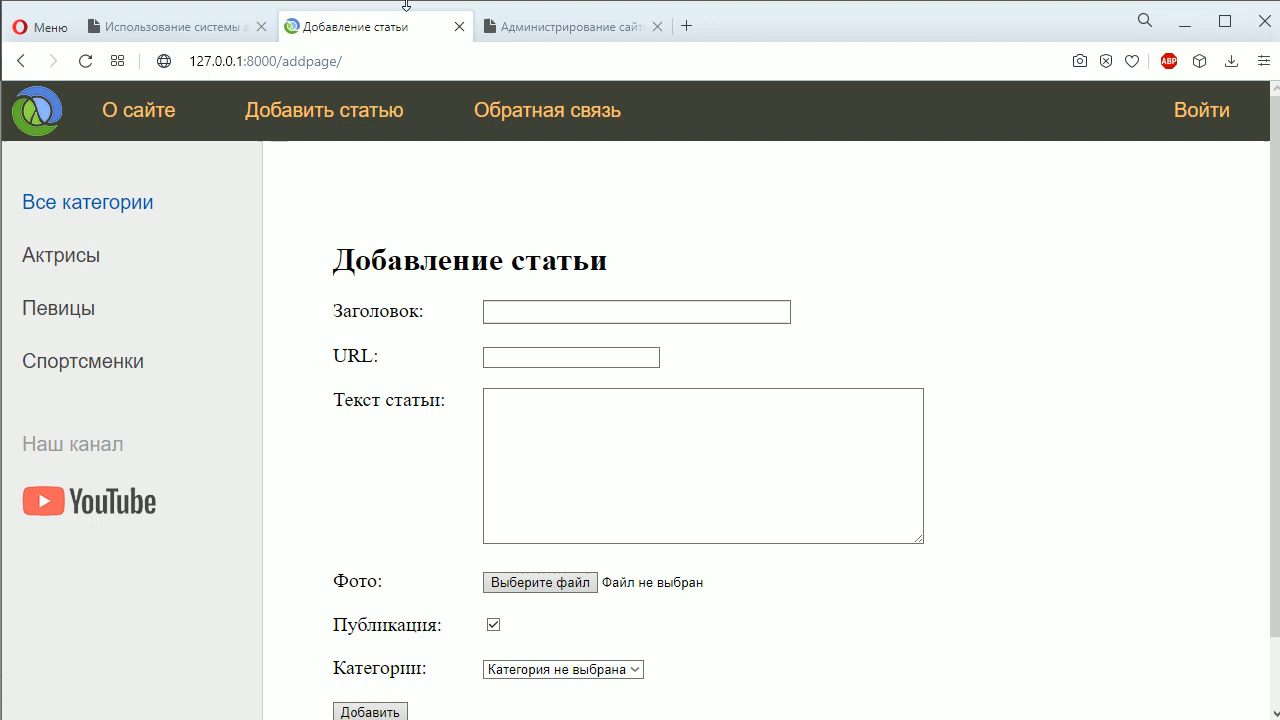 Меню
Использование системы а
Добавление статьи
Администрирование сайт
127.0.0.1:8000/addpage/
ABP
О сайте
Добавить статью
Обратная связь
Войти
Все категории
Актрисы
Певицы
Спортсменки
Наш канал
YouTube
Добавление статьи
Заголовок:
URL:
Текст статьи:
Фото:
Выберите файл Файл не выбран
Публикация:
Категории:
Категория не выбрана
Добавить